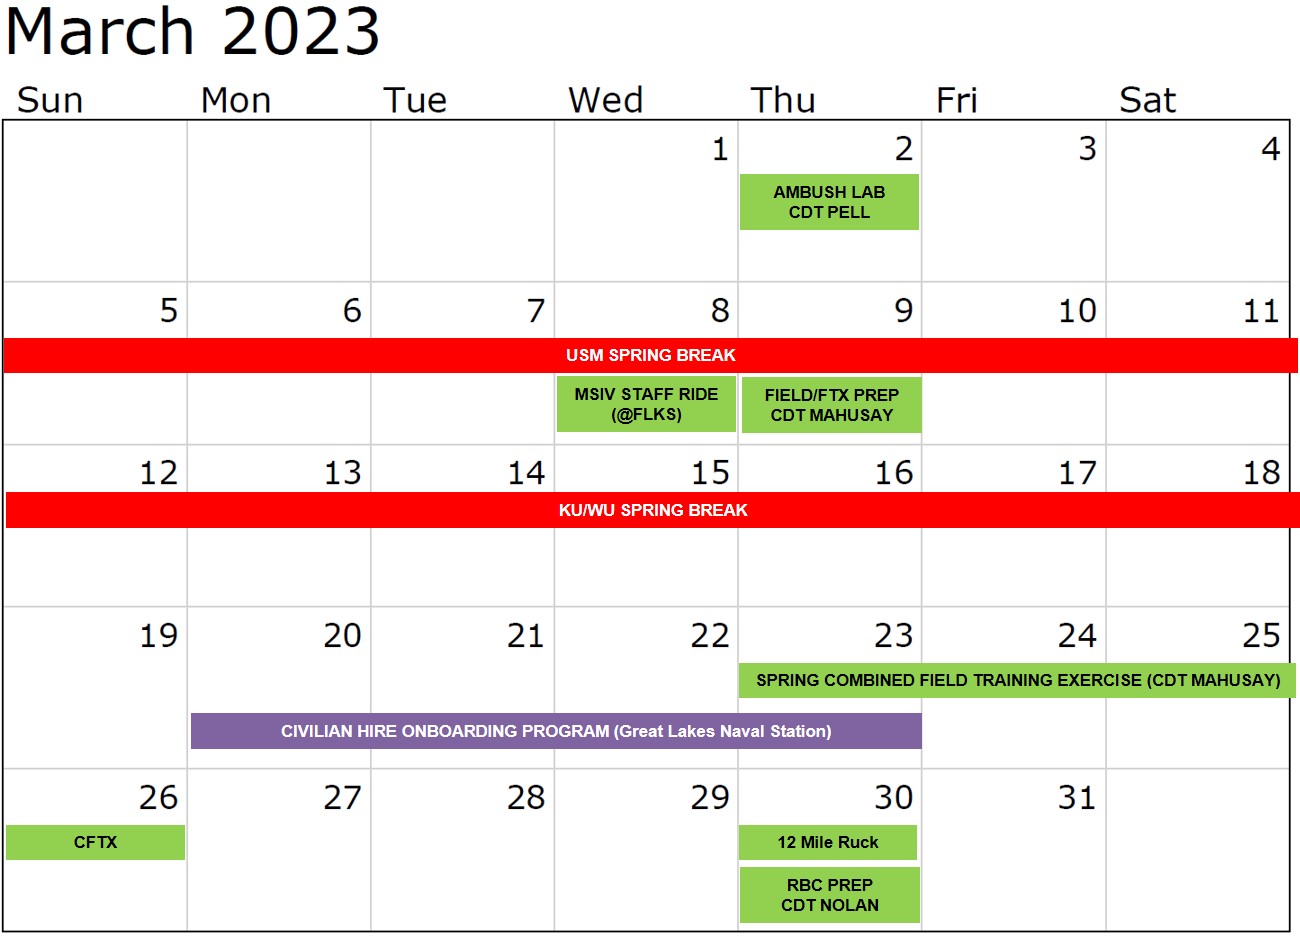 March 2023
Sun Mon Tue Wed Thu Fri Sat
1 2 3 4
AMBUSH LAB
CDT PELL
5 6 7 8 9 10 11
USM SPRING BREAK
MSIV STAFF RIDE
(@FLKS)
FIELD/FTX PREP
CDT MAHUSAY
12 13 14 15 16 17 18
KU/WU SPRING BREAK
19 20 21 22 23 24 25
SPRING COMBINED FIELD TRAINING EXERCISE (CDT MAHUSAY)
CIVILIAN HIRE ONBOARDING PROGRAM (Great Lakes Naval Station)
26 27 28 29 30 31
CFTX
12 Mile Ruck
RBC PREP
CDT NOLAN